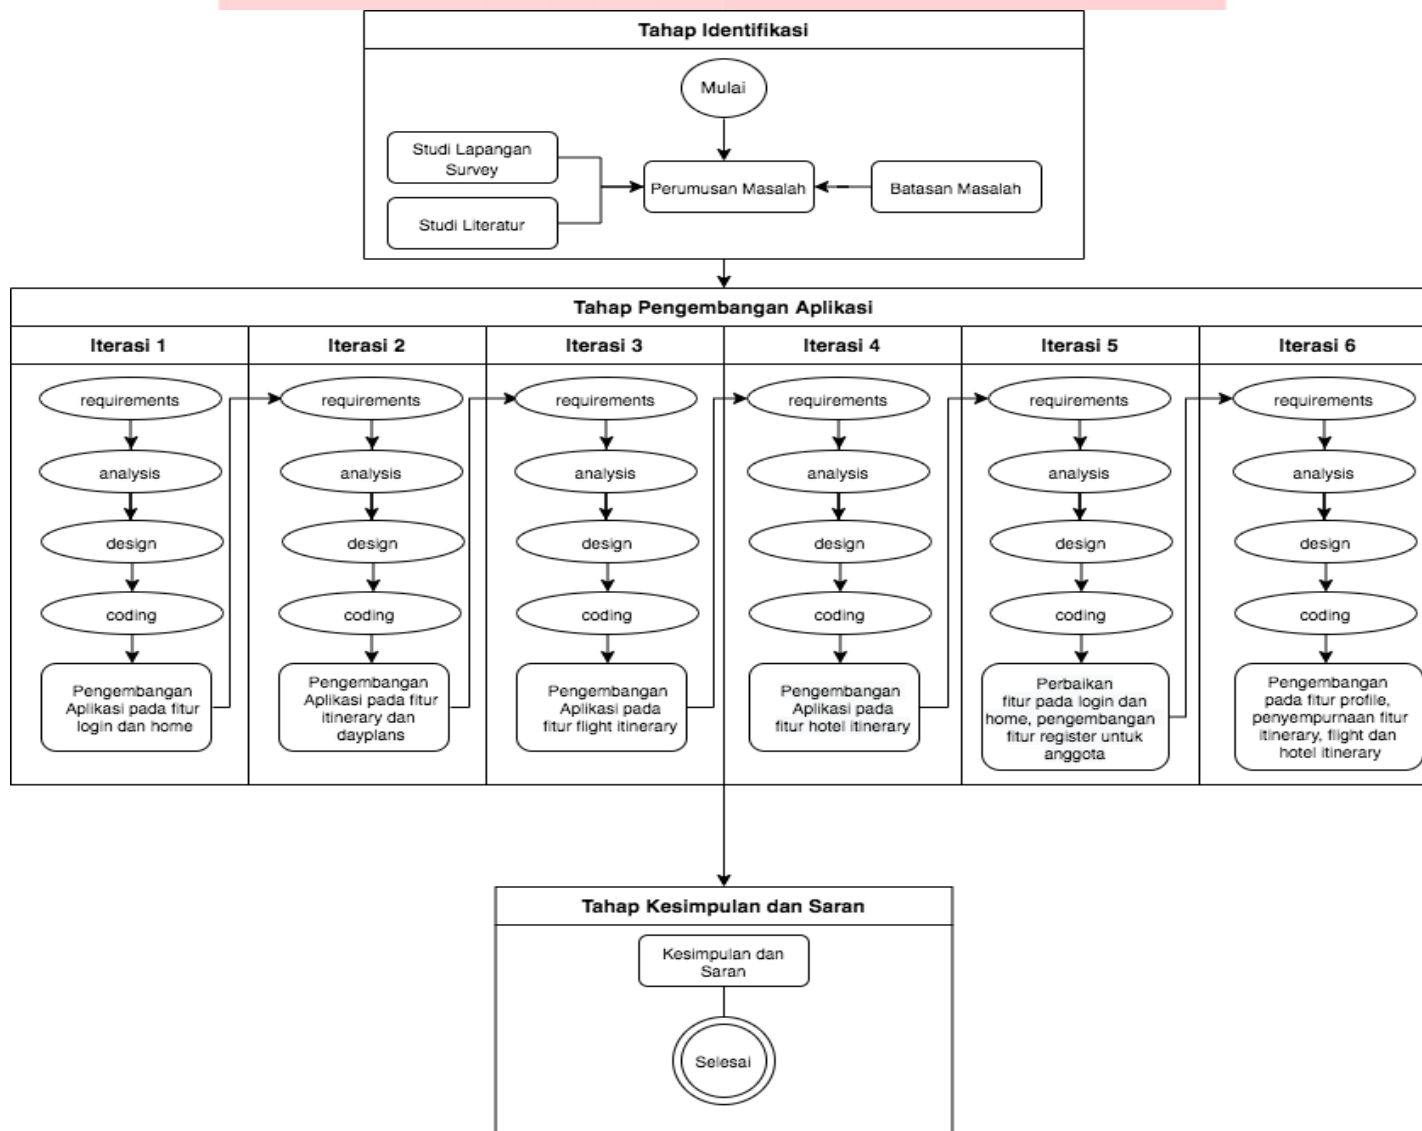 Tahap Identifikasi
Mulai
Studi Lapangan
Survey
Studi Literatur
Perumusan Masalah
Batasan Masalah
Tahap Pengembangan Aplikasi
Iterasi 1
Iterasi 2
Iterasi 3
Iterasi 4
Iterasi 5
Iterasi 6
requirements
analysis
design
coding
Pengembangan
Aplikasi pada fitur
login dan home
requirements
analysis
design
coding
Pengembangan
Aplikasi pada fitur
itinerary dan
dayplans
requirements
analysis
design
coding
Pengembangan
Aplikasi pada
fitur flight itinerary
requirements
analysis
design
coding
Pengembangan
Aplikasi pada
fitur hotel itinerary
requirements
analysis
design
coding
Perbaikan
fitur pada login dan
home, pengembangan
fitur register untuk
anggota
requirements
analysis
design
coding
Pengembangan
pada fitur profile,
penyempurnaan fitur
itinerary, flight dan
hotel itinerary
Tahap Kesimpulan dan Saran
Kesimpulan dan
Saran
Selesai